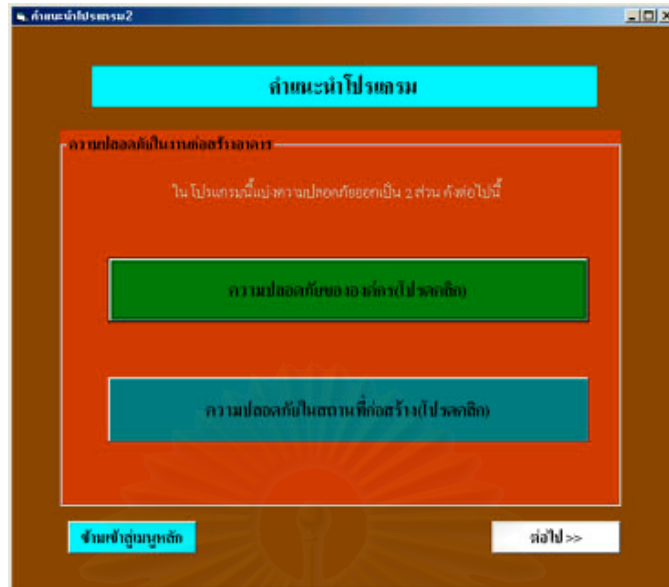 คำแนะนำโปรแกรม2
คำแนะนำโปรแกรม
ความปลอดภัยในงานก่อสร้างอาคาร
ในโปรแกรมนี้แบ่งความปลอดภัยออกเป็น 2 ส่วน ดังต่อไปนี้
ความปลอดภัยขององค์กร(โปรดคลิก)
ความปลอดภัยในสถานที่ก่อสร้าง(โปรดคลิก)
ข้ามเข้าสู่เมนูหลัก
ต่อไป >>